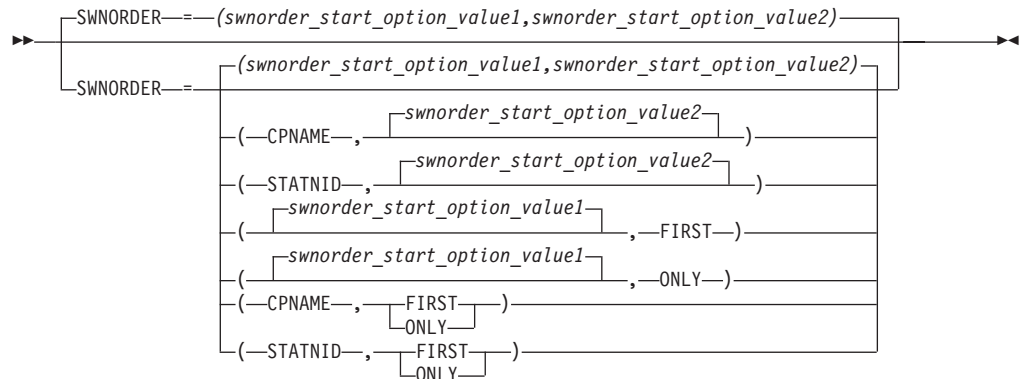 SWNORDER = (swnorder_start_option_value1,swnorder_start_option_value2)
(swnorder_start_option_value1,swnorder_start_option_value2)
SWNORDER =
swnorder_start_option_value2
( CPNAME , )
swnorder_start_option_value2
( STATNID , )
swnorder_start_option_value1
( , FIRST )
swnorder_start_option_value1
( , ONLY )
( CPNAME , FIRST )
ONLY
( STATNID , FIRST )
ONLY